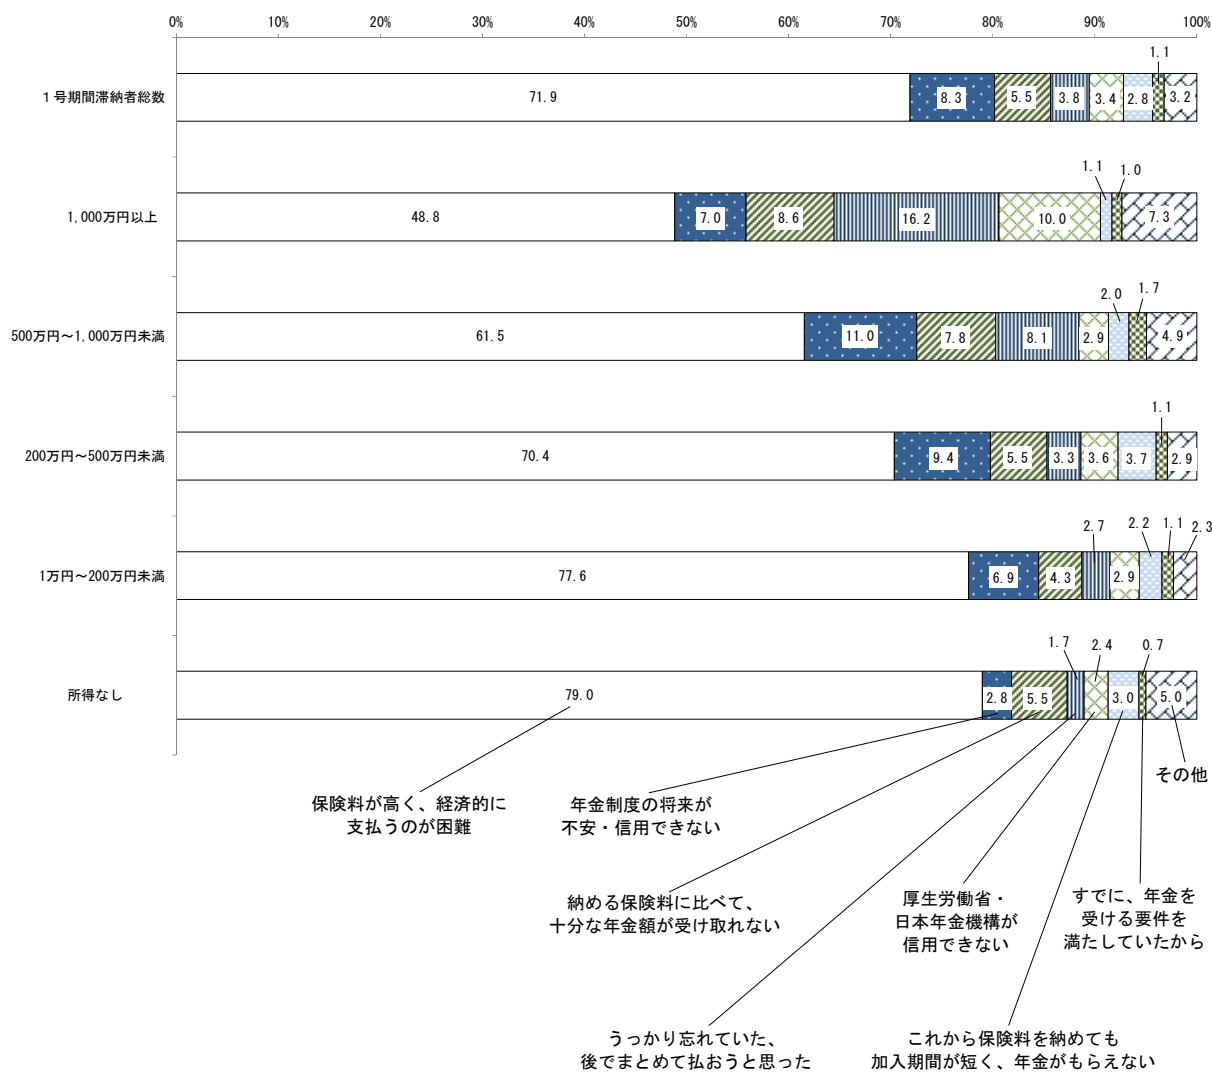 0% 10% 20% 30% 40% 50% 60% 70% 80% 90% 100%
1.1
１号期間滞納者総数 71.9 8.3 5.5 3.8 3.4 2.8 3.2
1.1 1.0
1,000万円以上 48.8 7.0 8.6 16.2 10.0 7.3
2.0 1.7
500万円～1,000万円未満 61.5 11.0 7.8 8.1 2.9 4.9
1.1
200万円～500万円未満 70.4 9.4 5.5 3.3 3.6 3.7 2.9
2.7 2.2 1.1 2.3
1万円～200万円未満 77.6 6.9 4.3 2.9
1.7 2.4 0.7
所得なし 79.0 2.8 5.5 3.0 5.0
その他
保険料が高く、経済的に
支払うのが困難
年金制度の将来が
不安・信用できない
納める保険料に比べて、
十分な年金額が受け取れない
厚生労働省・
日本年金機構が
信用できない
すでに、年金を
受ける要件を
満たしていたから
うっかり忘れていた、
後でまとめて払おうと思った
これから保険料を納めても
加入期間が短く、年金がもらえない